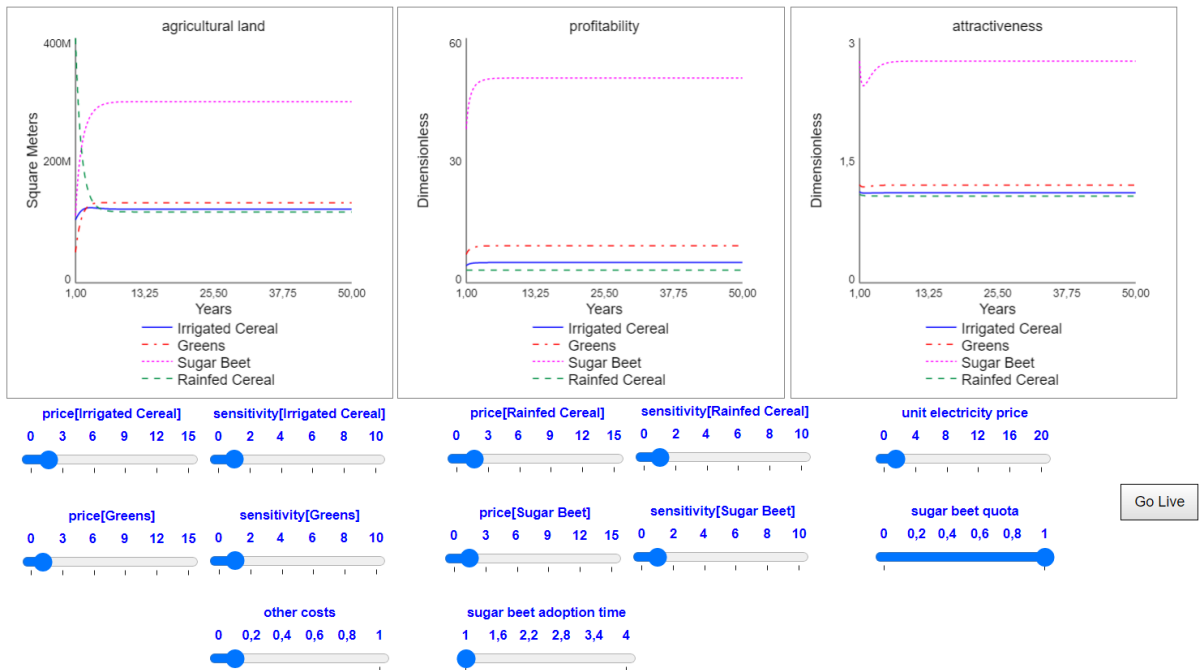 agricultural land
400M
200M
0
Square Meters
1,00 13,25 25,50 37,75 50,00
Years
Irrigated Cereal
Greens
Sugar Beet
Rainfed Cereal
profitability
60
30
0
Dimensionless
1,00 13,25 25,50 37,75 50,00
Years
Irrigated Cereal
Greens
Sugar Beet
Rainfed Cereal
attractiveness
3
1,5
0
Dimensionless
1,00 13,25 25,50 37,75 50,00
Years
Irrigated Cereal
Greens
Sugar Beet
Rainfed Cereal
price[Irrigated Cereal]
0 3 6 9 12 15
sensitivity[Irrigated Cereal]
0 2 4 6 8 10
price[Rainfed Cereal]
0 3 6 9 12 15
sensitivity[Rainfed Cereal]
0 2 4 6 8 10
unit electricity price
0 4 8 12 16 20
Go Live
price[Greens]
0 3 6 9 12 15
sensitivity[Greens]
0 2 4 6 8 10
price[Sugar Beet]
0 3 6 9 12 15
sensitivity[Sugar Beet]
0 2 4 6 8 10
sugar beet quota
0 0,2 0,4 0,6 0,8 1
other costs
0 0,2 0,4 0,6 0,8 1
sugar beet adoption time
1 1,6 2,2 2,8 3,4 4